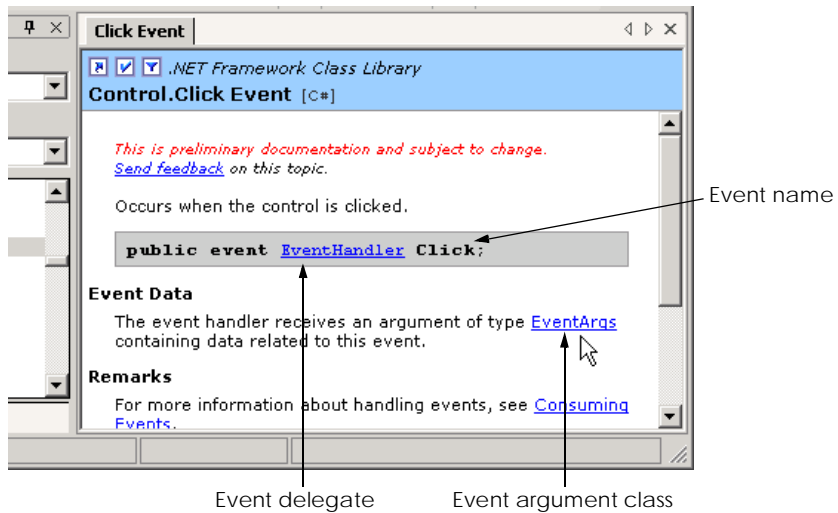 Click Event
.NET Framework Class Library
Control.Click Event [C#]
This is preliminary documentation and subject to change.
Send feedback on this topic.
Occurs when the control is clicked.
Event name
public event EventHandler Click;
Event Data
The event handler receives an argument of type EventArgs
containing data related to this event.
Remarks
For more information about handling events, see Consuming
Events.
Event delegate
Event argument class